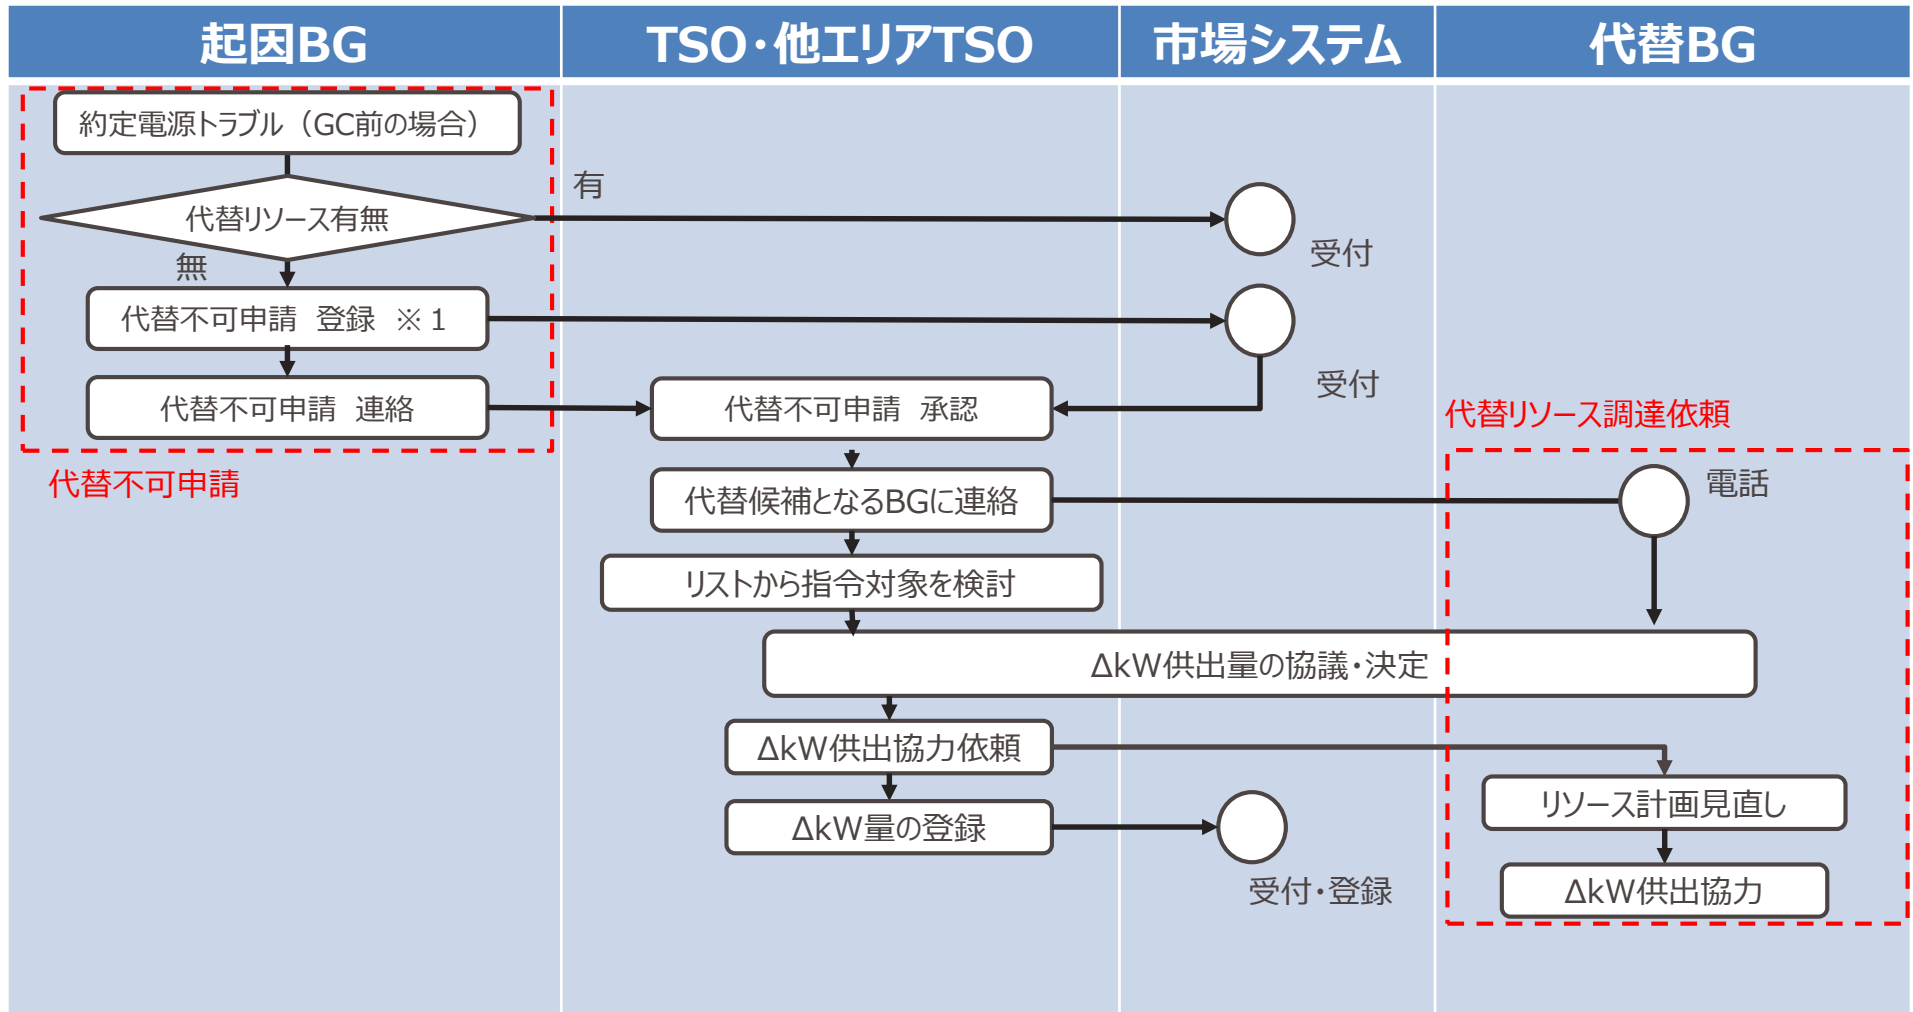 起因BG
TSO・他エリアTSO
市場システム
代替BG
約定電源トラブル（GC前の場合）
代替リソース有無
有
受付
無
代替不可申請　登録　※１
受付
代替不可申請　連絡
代替不可申請　承認
代替不可申請
代替リソース調達依頼
代替候補となるBGに連絡
電話
リストから指令対象を検討
ΔkW供出量の協議・決定
ΔkW供出協力依頼
リソース計画見直し
ΔkW量の登録
受付・登録
ΔkW供出協力